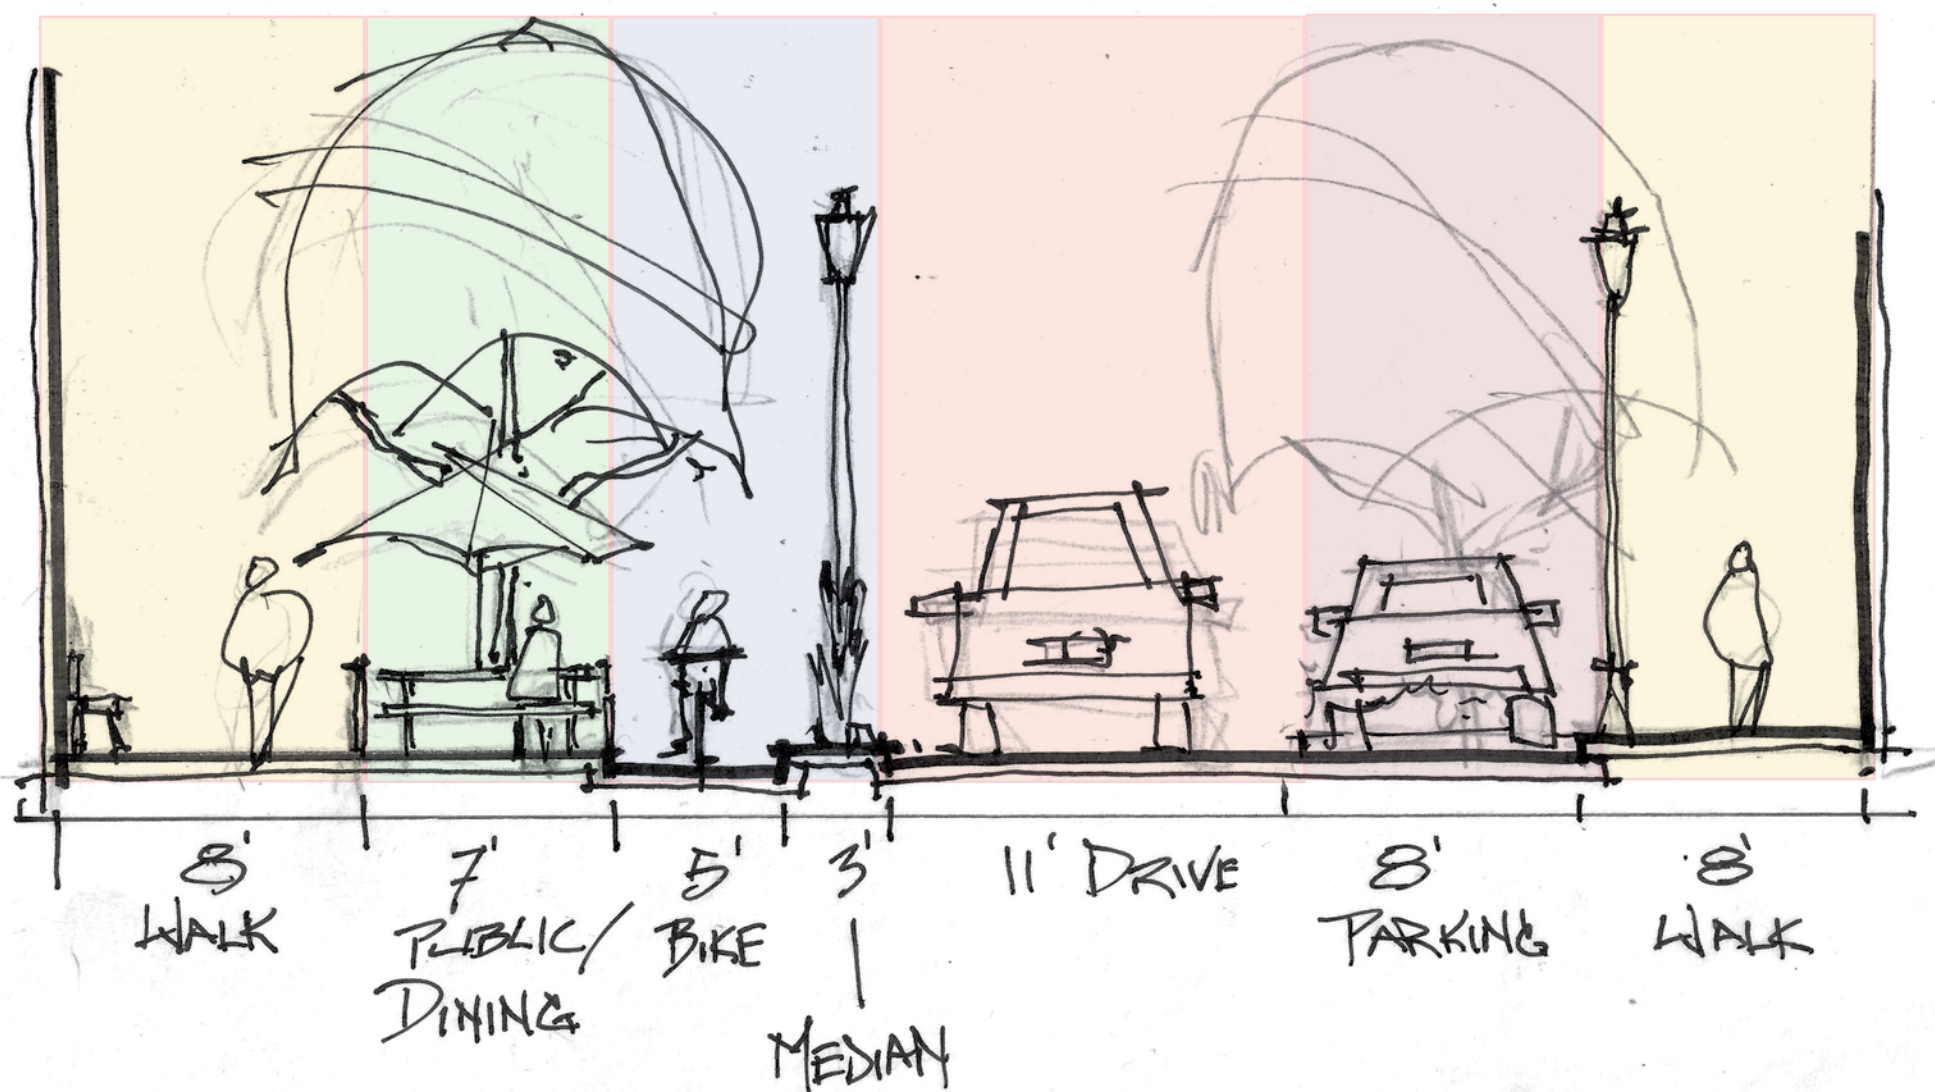 8' 7' 5' 3' 11' DRIVE 8' 8'
WALK PUBLIC/ BIKE PARKING WALK
DINING
MEDIAN